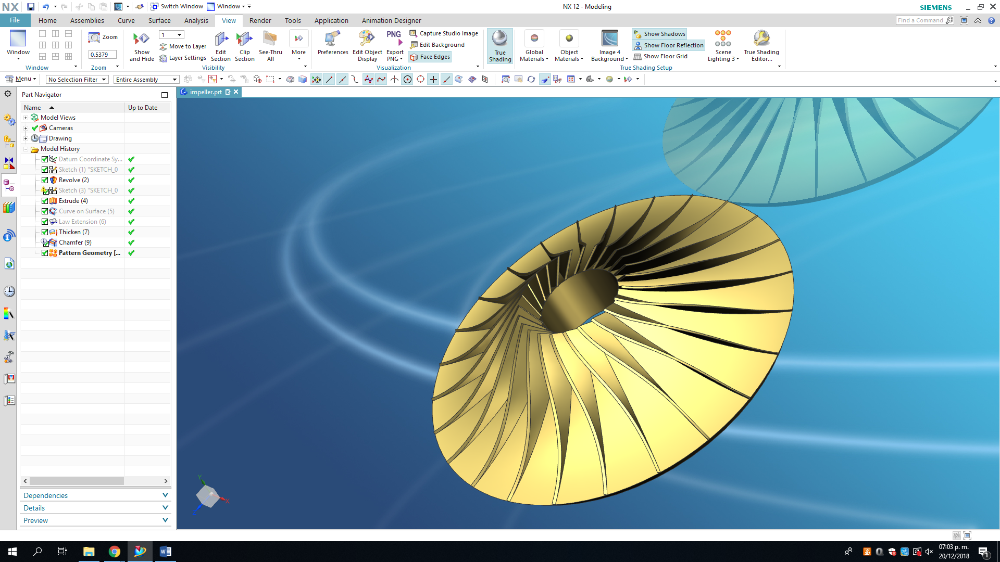 NX
Switch Window
Window
NX 12 - Modeling
SIEMENS
File
Home
Assemblies
Curve
Surface
Analysis
View
Render
Tools
Application
Animation Designer
Find a Command
Window
Window
Zoom
0.5379
Zoom
Show
and Hide
1
Move to Layer
Layer Settings
Edit
Section
Clip
Section
See-Thru
All
More
Visibility
Preferences
Edit Object
Display
PNG
Export
PNG
Capture Studio Image
Edit Background
Face Edges
Visualization
True
Shading
Global
Materials
Object
Materials
Image 4
Background
Show Shadows
Show Floor Reflection
Show Floor Grid
Scene
Lighting 3
True Shading
Editor...
True Shading Setup
Menu
No Selection Filter
Entire Assembly
Part Navigator
impeller.prt
Name
Up to Date
Model Views
Cameras
Drawing
Model History
Datum Coordinate Sy...
Sketch (1) "SKETCH_0
Revolve (2)
Sketch (3) "SKETCH_0
Extrude (4)
Curve on Surface (5)
Law Extension (6)
Thicken (7)
Chamfer (9)
Pattern Geometry [...
Y
X
Z
Dependencies
Details
Preview
07:03 p. m.
20/12/2018
1